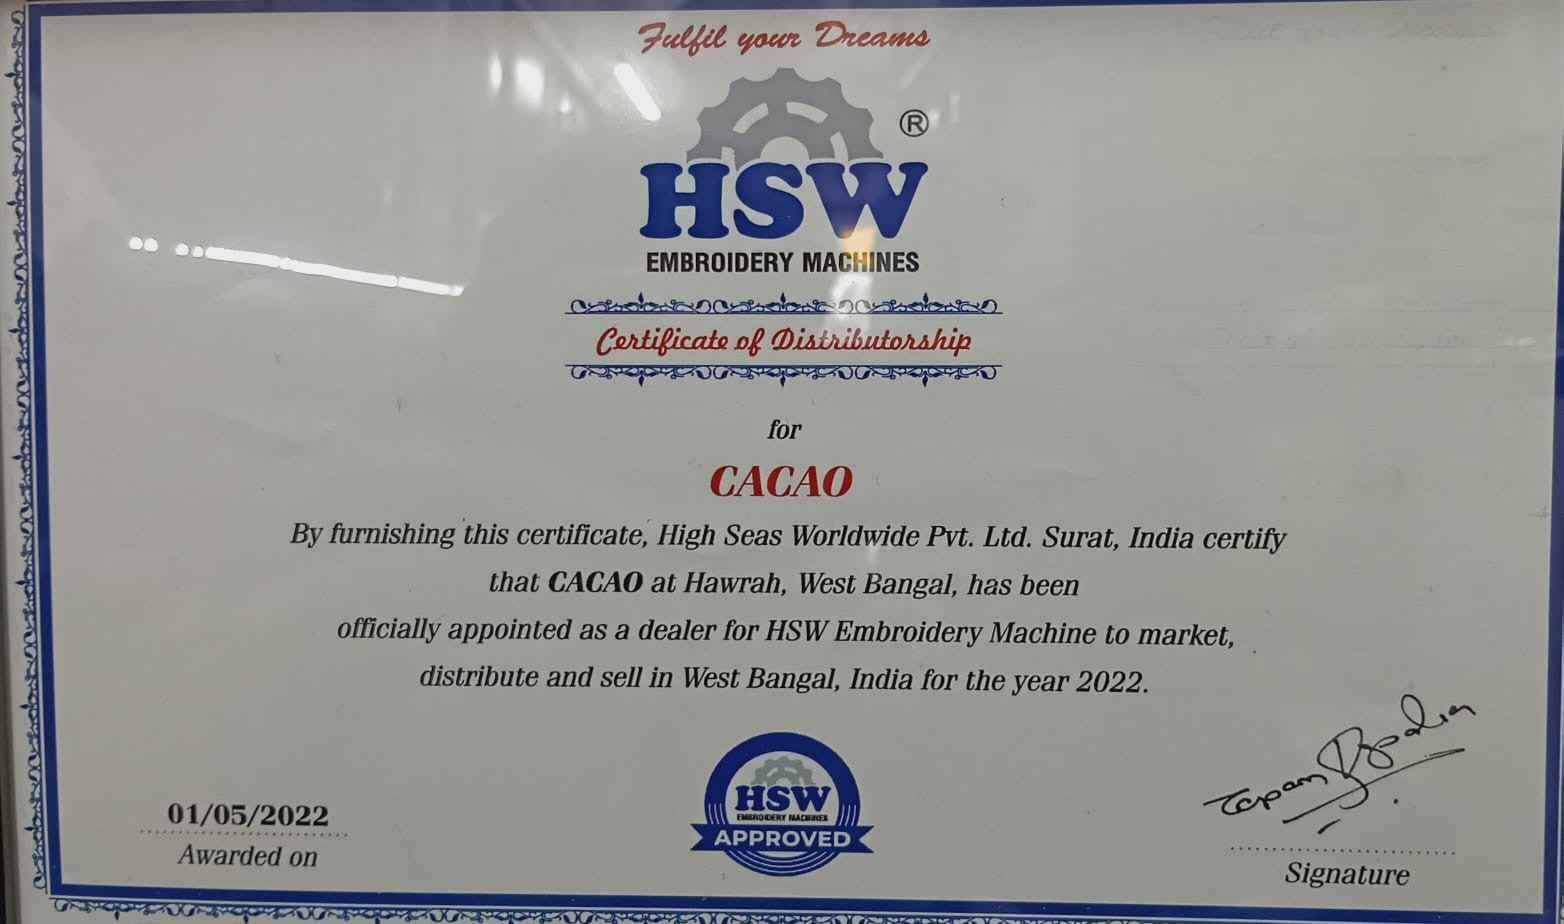 Fulfil your Dreams
®
HSW
EMBROIDERY MACHINES
Certificate of Distributorship
for
CACAO
By furnishing this certificate, High Seas Worldwide Pvt. Ltd. Surat, India certify
that CACAO at Hawrah, West Bangal, has been
officially appointed as a dealer for HSW Embroidery Machine to market,
distribute and sell in West Bangal, India for the year 2022.
01/05/2022
Awarded on
HSW
EMBROIDERY MACHINES
APPROVED
Tapan
Signature